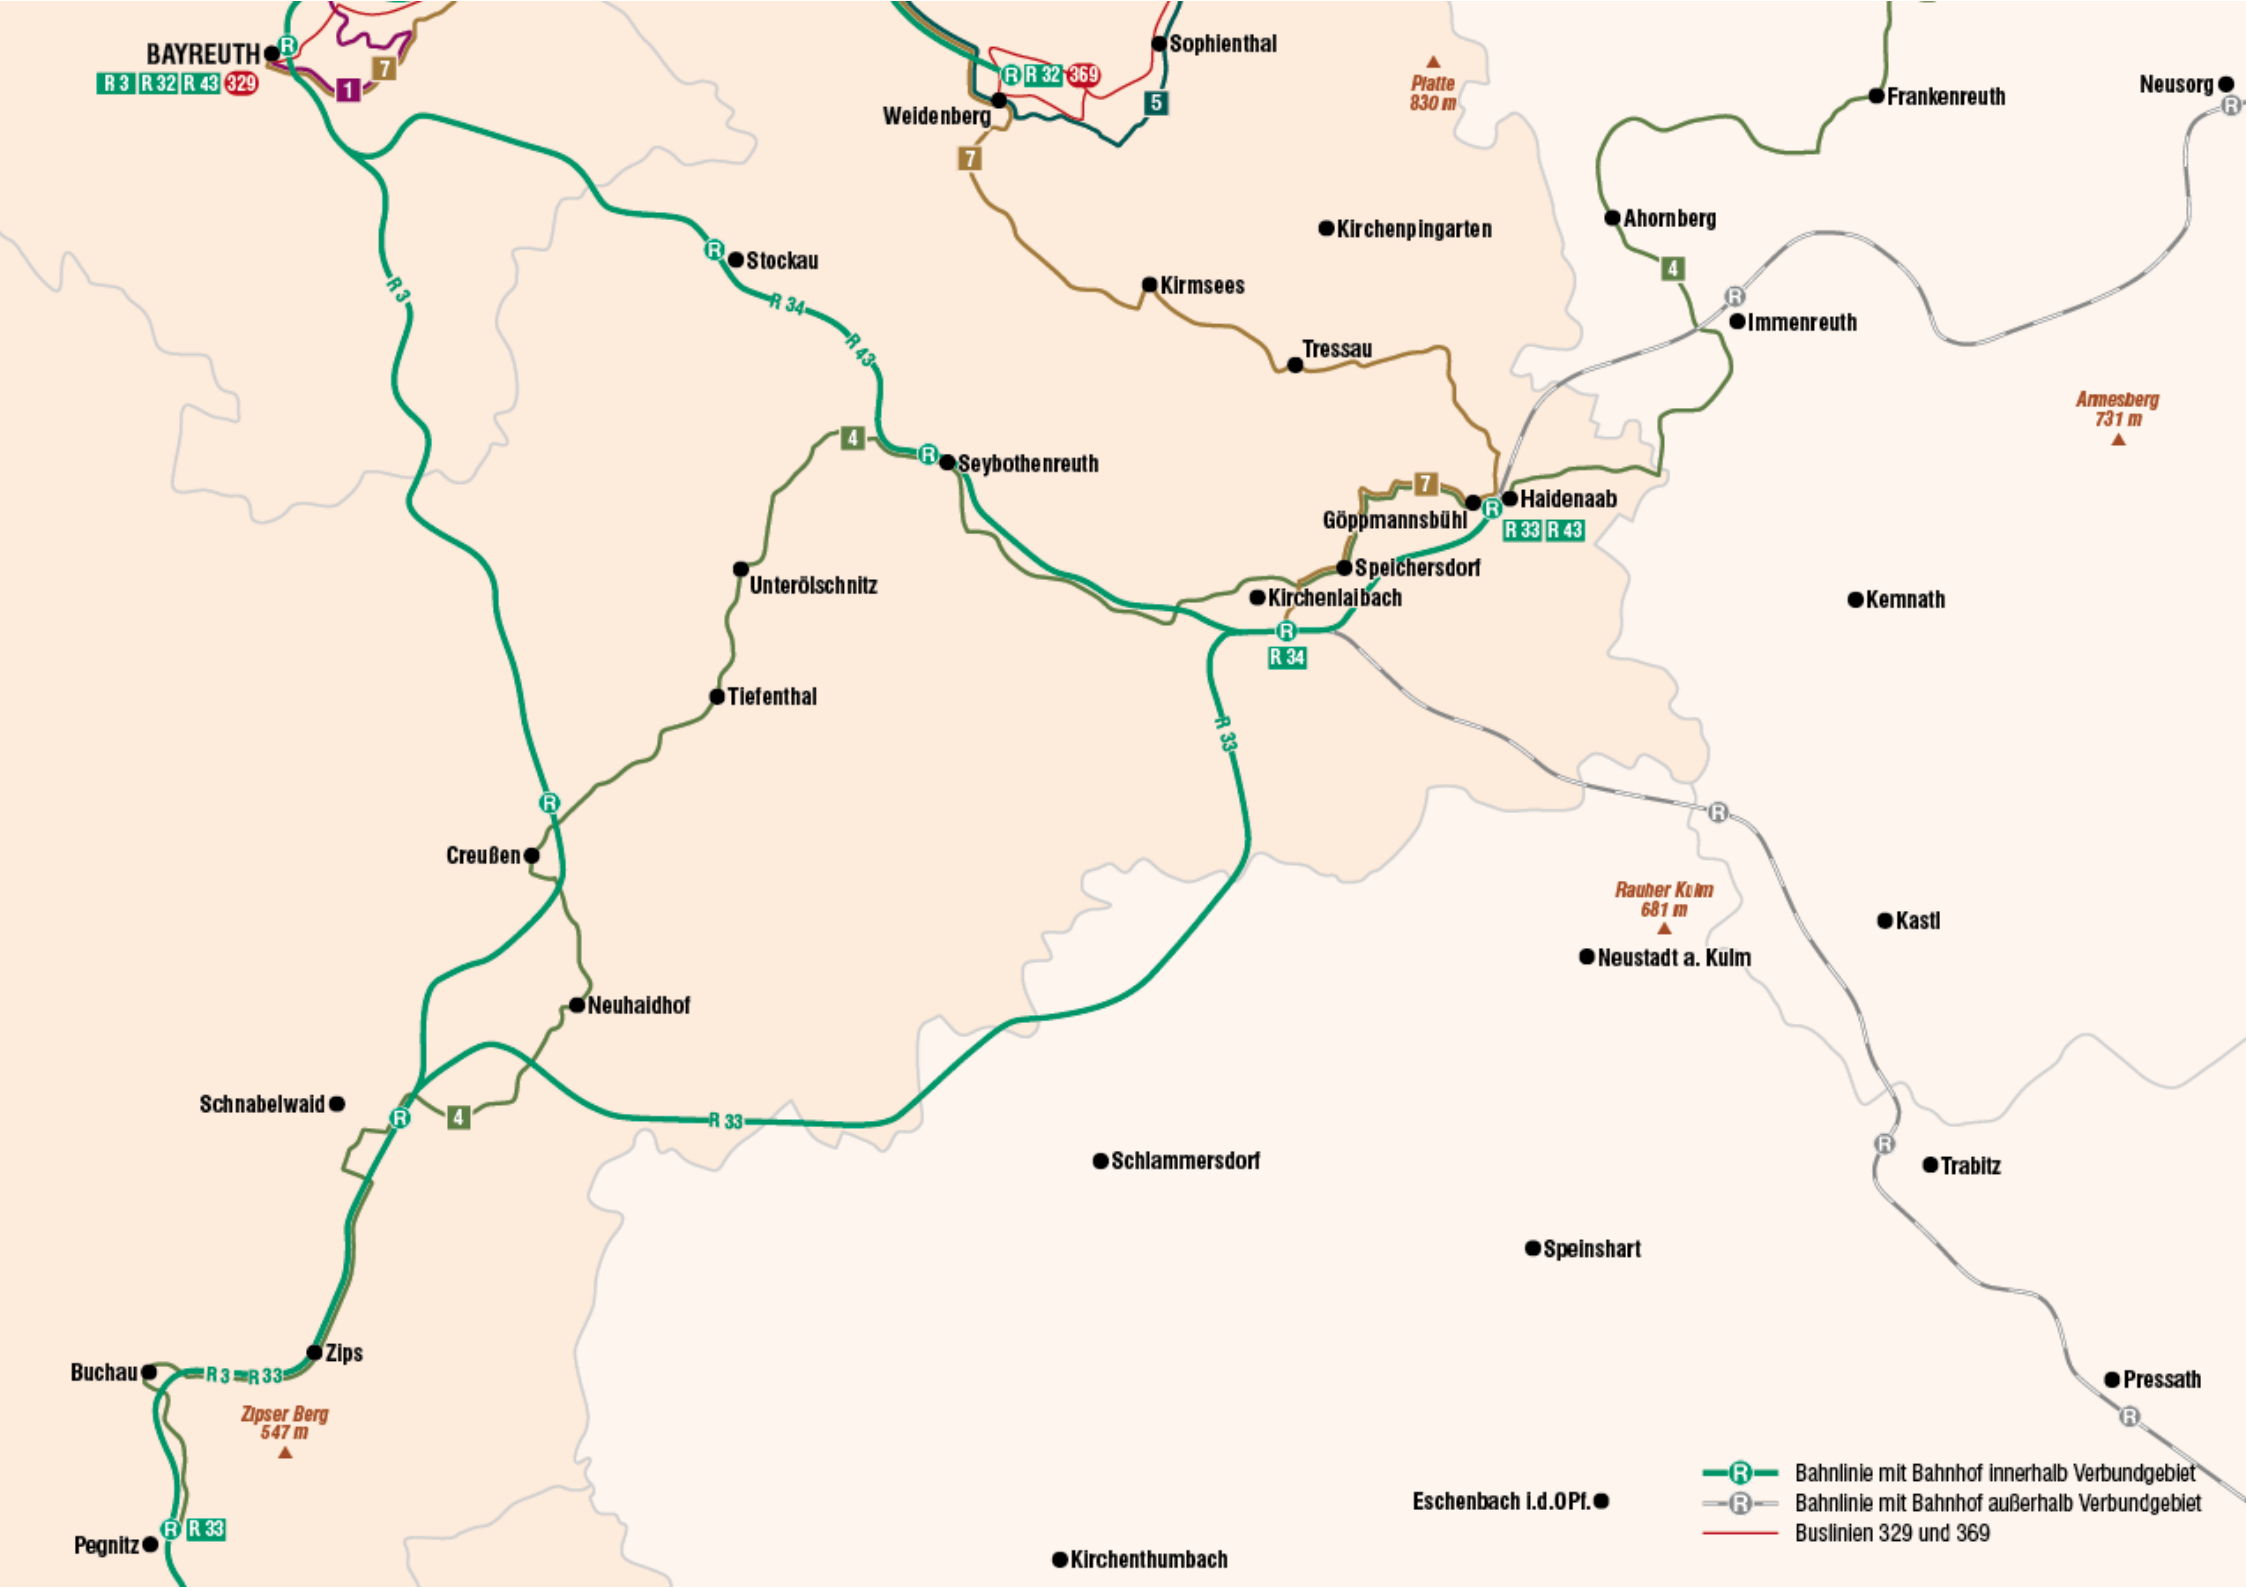 BAYREUTH
R
R 3 R 32 R 43 329
1
7
Sophienthal
R R 32 369
5
Weidenberg
7
Platte
830 m
Frankenreuth
Neusorg
R
Ahornberg
4
Kirchenpingarten
R
Stockau
R 3
R 34
Kirmsees
R
Immenreuth
R 43
Tressau
Armesberg
731 m
4
R
Seybothenreuth
7
Haidenaab
Göppmannsbühl
R
R 33 R 43
Speichersdorf
Unterölschnitz
Kirchenlaibach
Kemnath
R
R 34
Tiefenthal
R 33
R
R
Creußen
Rauher Kulm
681 m
Kastl
Neustadt a. Kulm
Neuhaidhof
Schnabelwaid
R
4
R 33
R
Schlammersdorf
Trabitz
Speinshart
Zips
Buchau
R 3 R 33
Pressath
Zipser Berg
547 m
R
R Bahnlinie mit Bahnhof innerhalb Verbundgebiet
R Bahnlinie mit Bahnhof außerhalb Verbundgebiet
Buslinien 329 und 369
Eschenbach i.d.OPf.
R R 33
Pegnitz
Kirchenthumbach